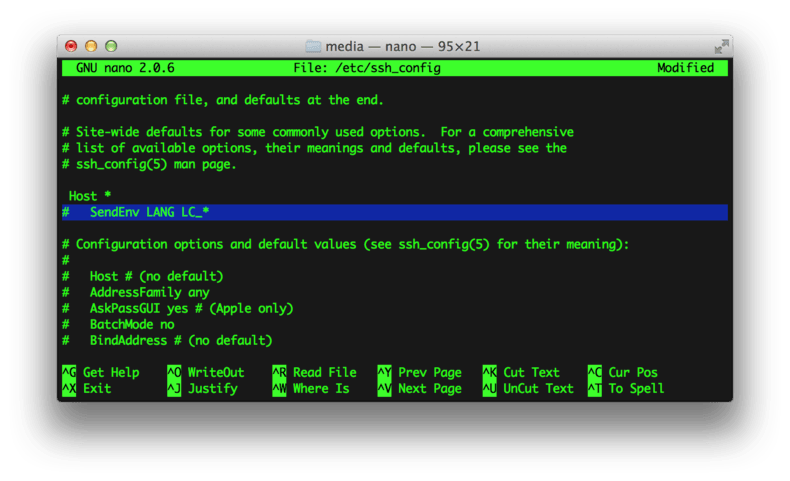 media — nano — 95×21
GNU nano 2.0.6 File: /etc/ssh_config Modified
# configuration file, and defaults at the end.
# Site-wide defaults for some commonly used options.  For a comprehensive
# list of available options, their meanings and defaults, please see the
# ssh_config(5) man page.
Host *
#   SendEnv LANG LC_*
# Configuration options and default values (see ssh_config(5) for their meaning):
#
#   Host # (no default)
#   AddressFamily any
#   AskPassGUI yes # (Apple only)
#   BatchMode no
#   BindAddress # (no default)
^G Get Help ^O WriteOut ^R Read File ^Y Prev Page ^K Cut Text ^C Cur Pos
^X Exit ^J Justify ^W Where Is ^V Next Page ^U UnCut Text ^T To Spell